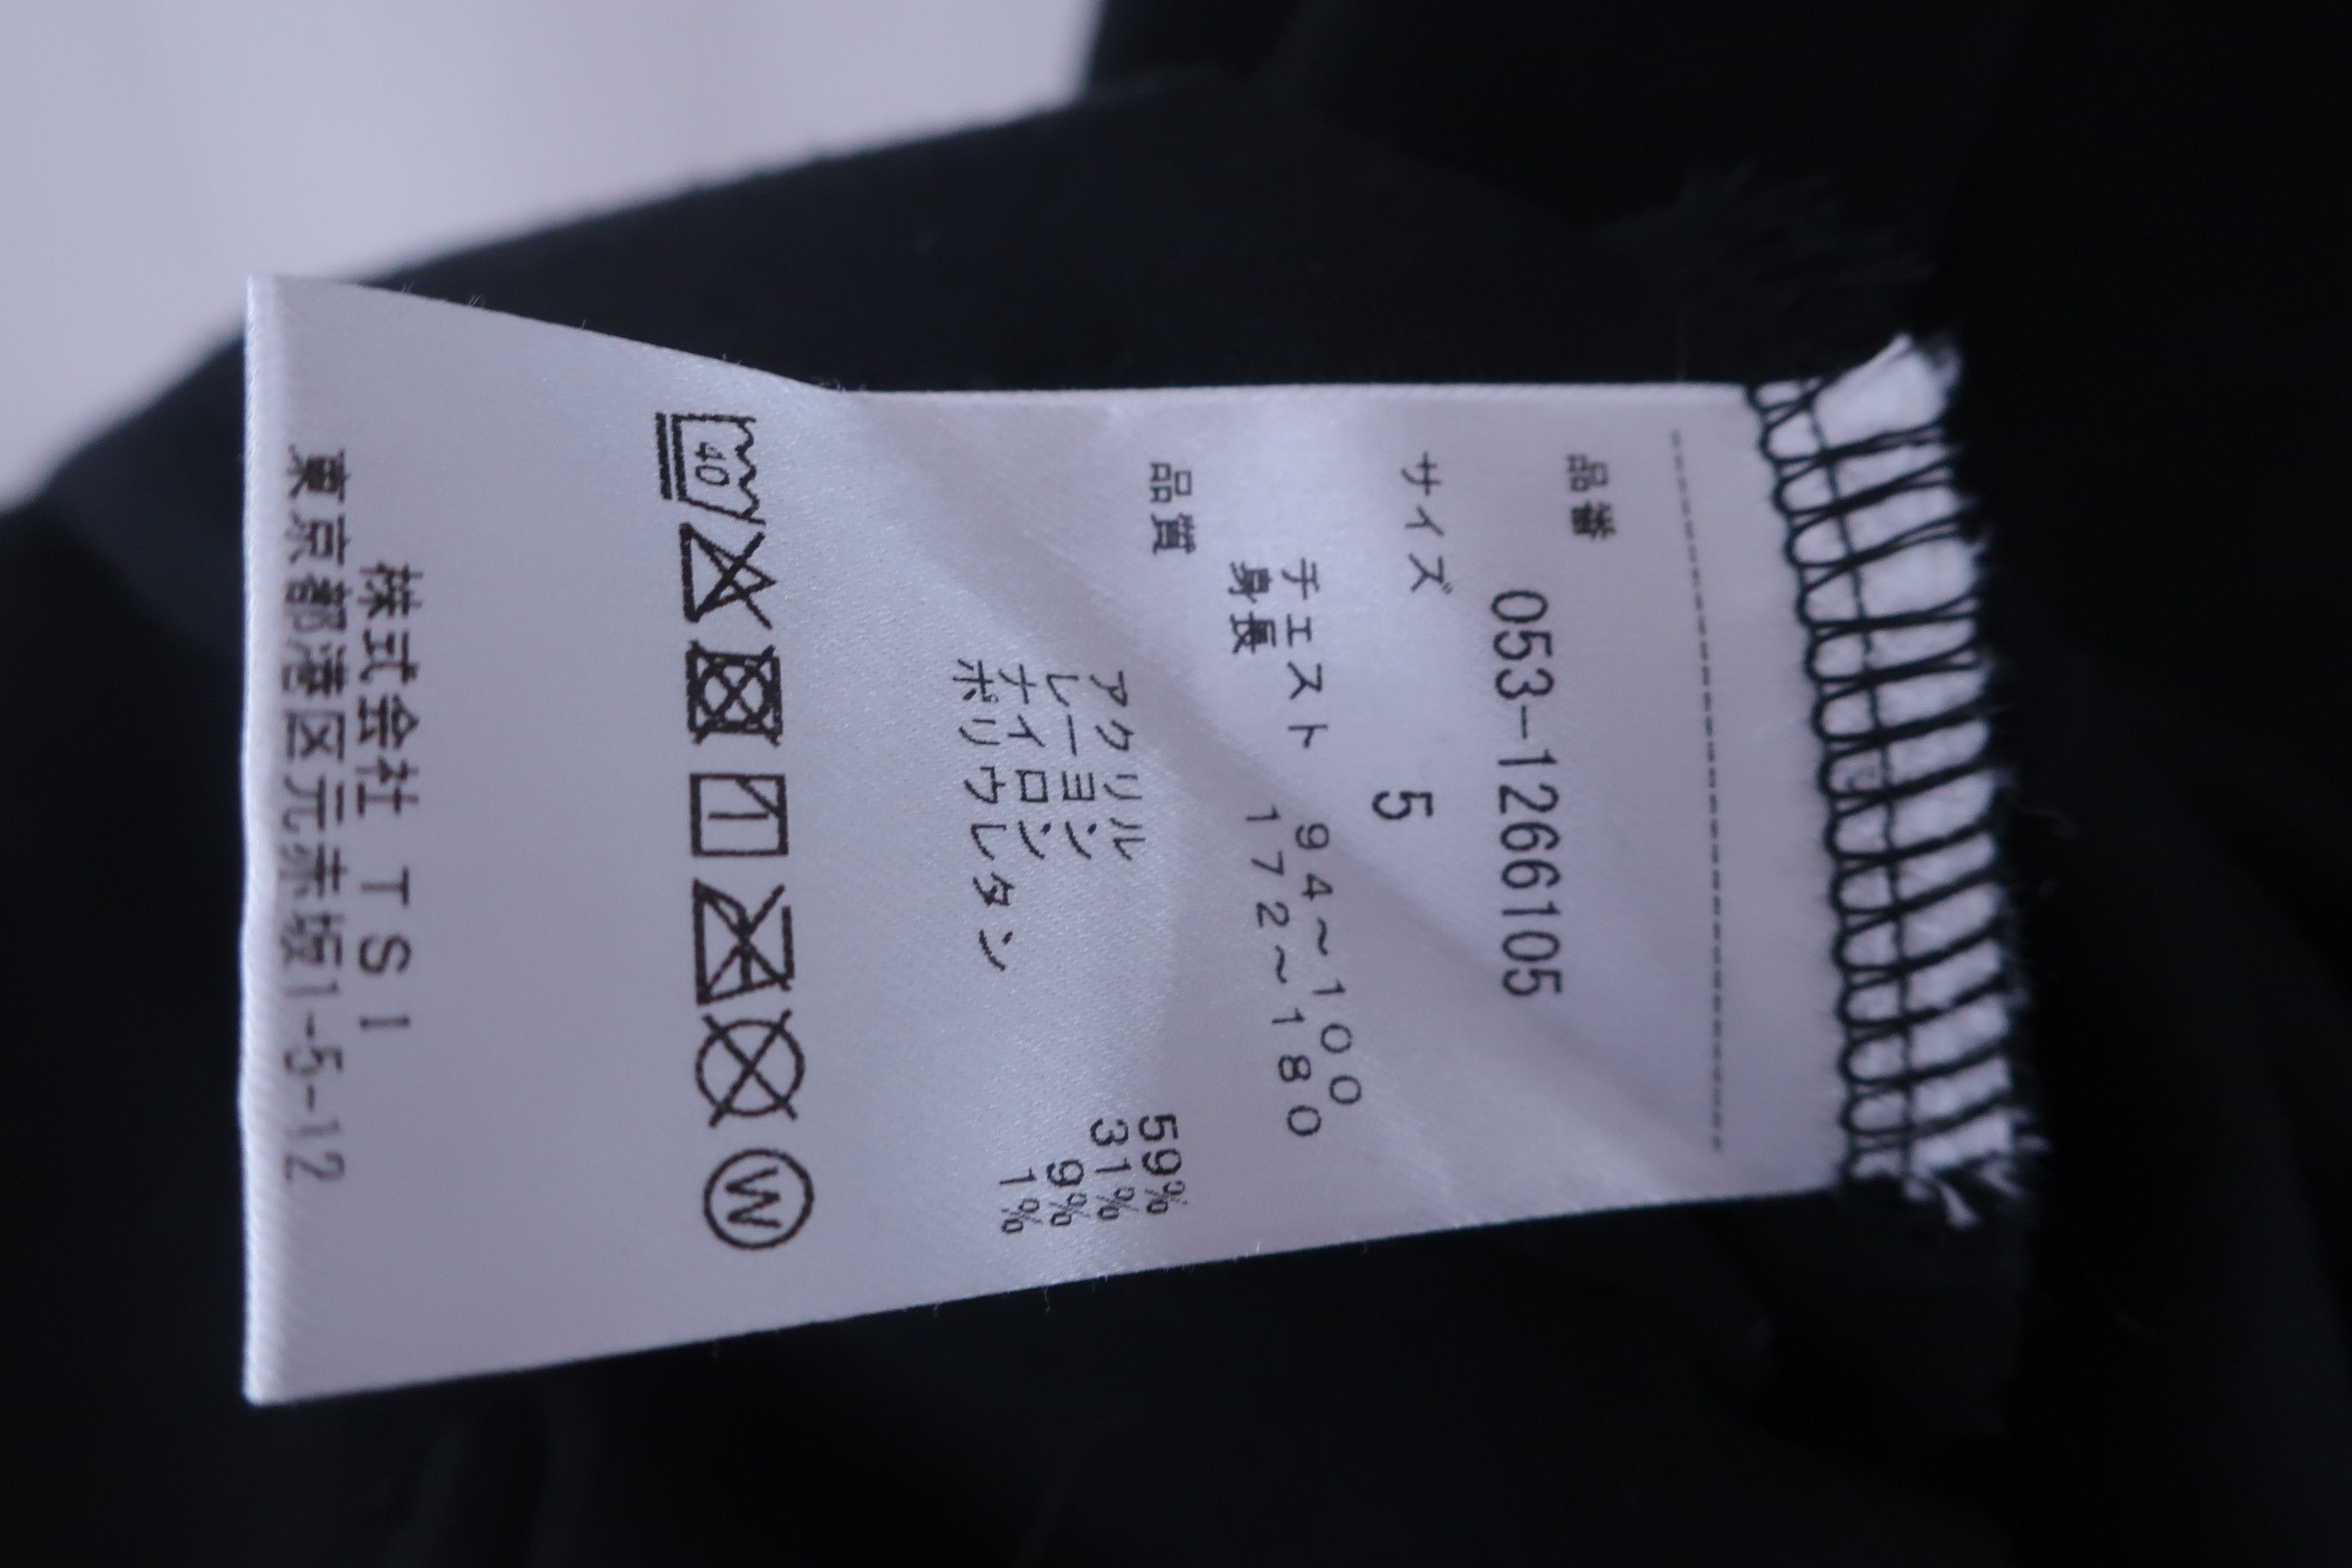 品番
053-1266105
サイズ 5
チェスト 94～100
身長 172～180
品質
アクリル 59%
レーヨン 31%
ナイロン 9%
ポリウレタン 1%
40
W
株式会社 TSI
東京都港区元赤坂1-5-12